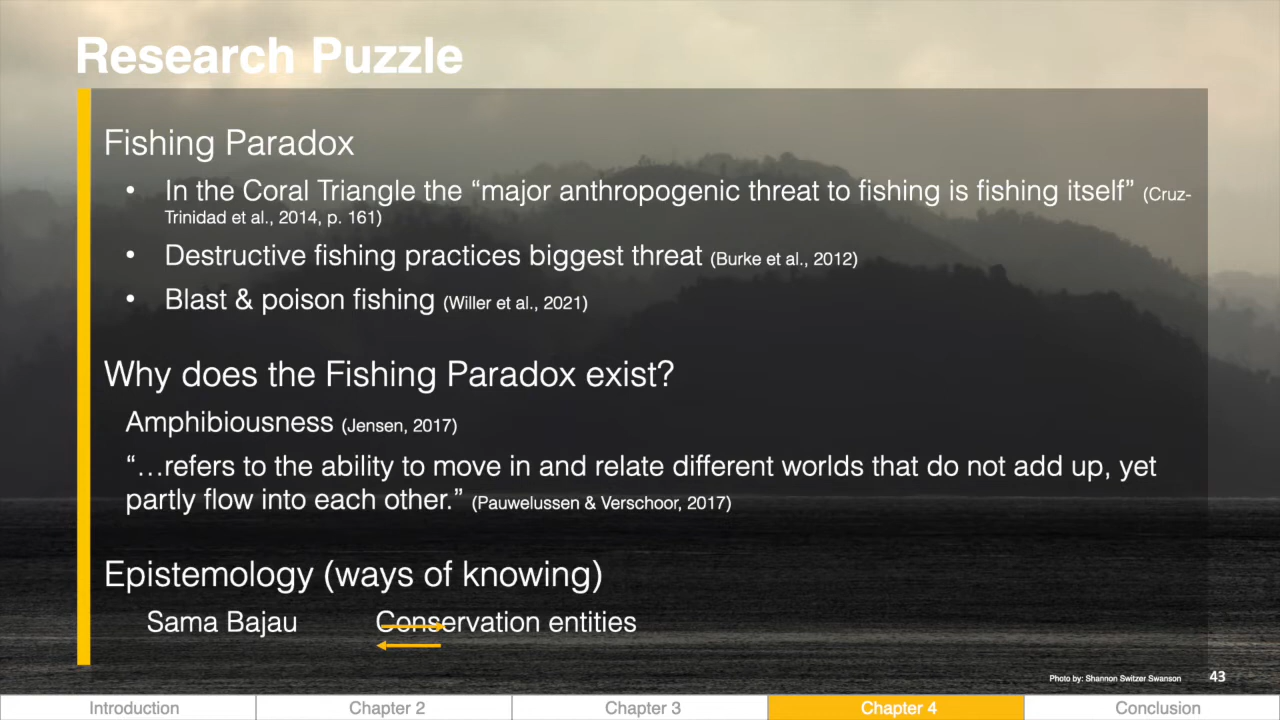 Research Puzzle
Fishing Paradox
• In the Coral Triangle the “major anthropogenic threat to fishing is fishing itself” (Cruz-
Trinidad et al., 2014, p. 161)
• Destructive fishing practices biggest threat (Burke et al., 2012)
• Blast & poison fishing (Willer et al., 2021)
Why does the Fishing Paradox exist?
Amphibiousness (Jensen, 2017)
“…refers to the ability to move in and relate different worlds that do not add up, yet
partly flow into each other.” (Pauwelussen & Verschoor, 2017)
Epistemology (ways of knowing)
Sama Bajau Conservation entities
Photo by: Shannon Switzer Swanson 43
Introduction Chapter 2 Chapter 3 Chapter 4 Conclusion